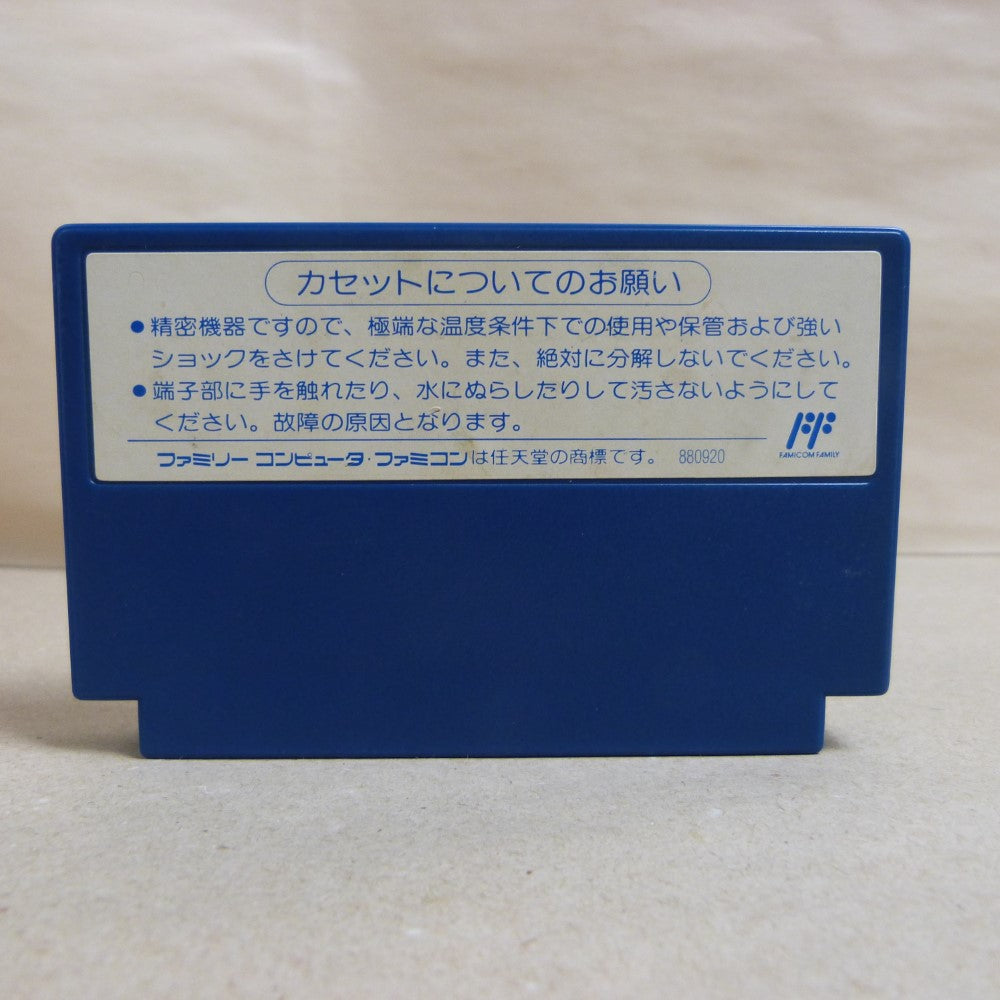 カセットについてのお願い
●精密機器ですので、極端な温度条件下での使用や保管および強い
ショックをさけてください。また、絶対に分解しないでください。
●端子部に手を触れたり、水にぬらしたりして汚さないようにして
ください。故障の原因となります。
FF
FAMICOM FAMILY
ファミリーコンピュータ・ファミコンは任天堂の商標です。 880920